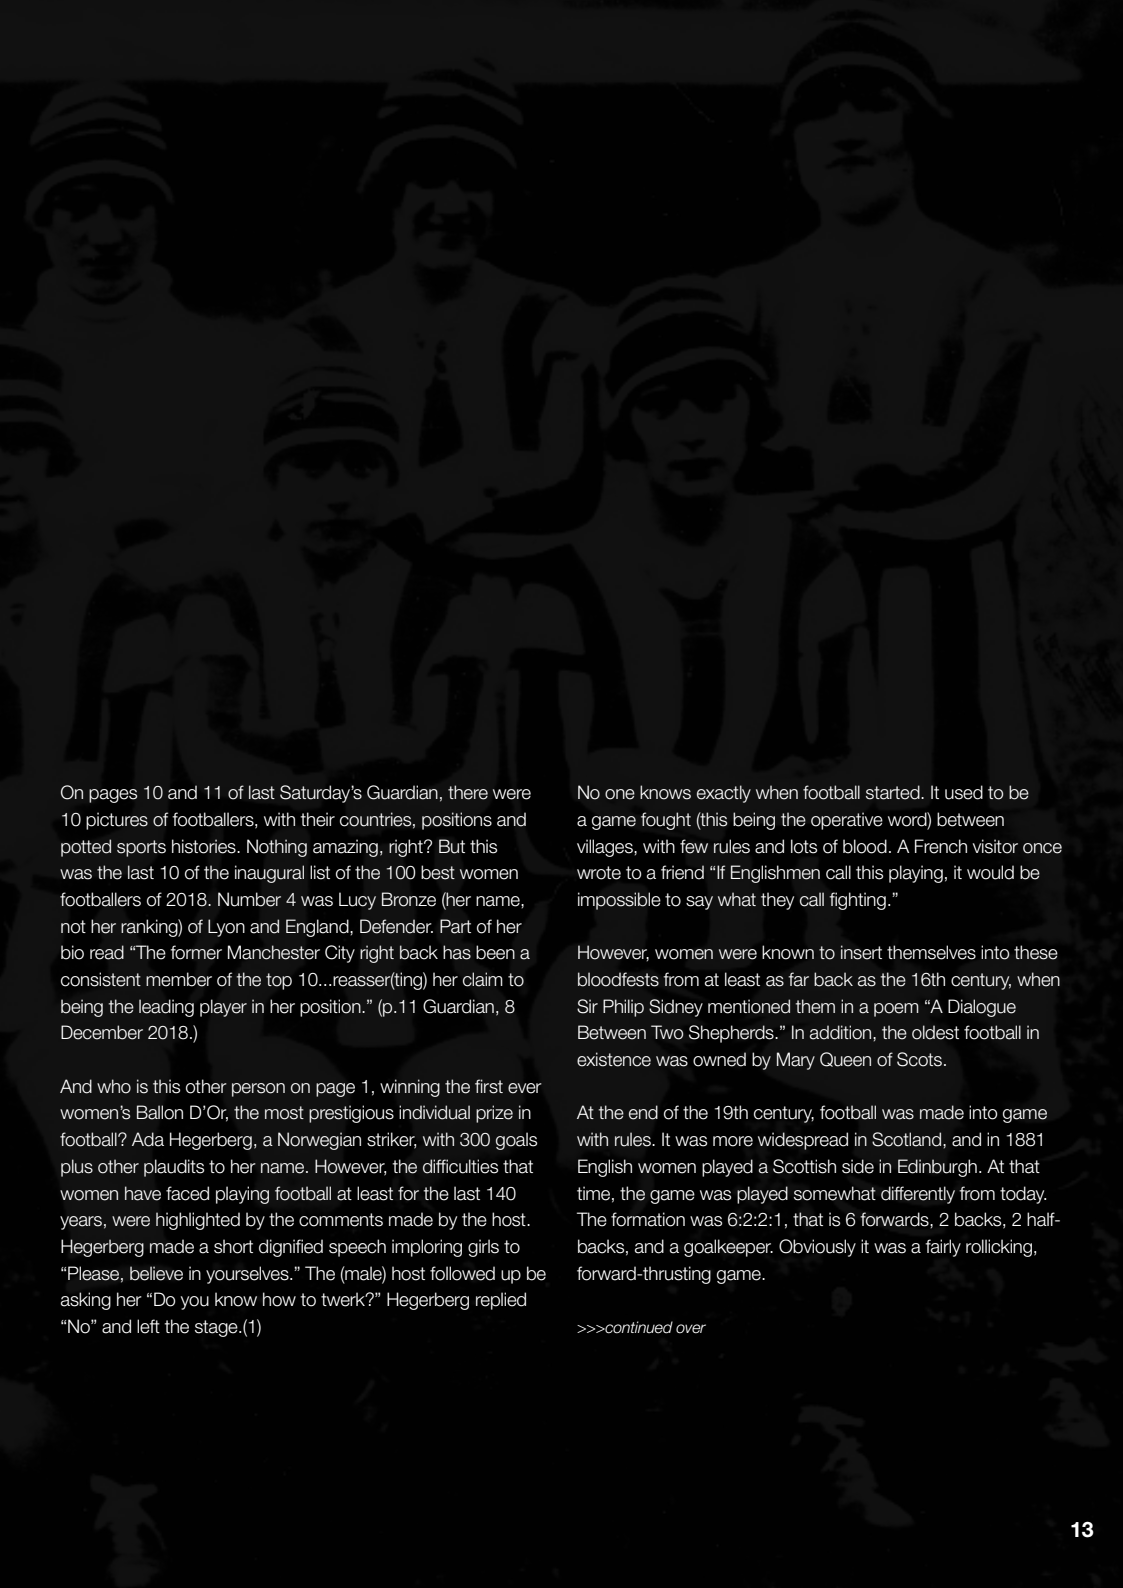 On pages 10 and 11 of last Saturday’s Guardian, there were
10 pictures of footballers, with their countries, positions and
potted sports histories. Nothing amazing, right? But this
was the last 10 of the inaugural list of the 100 best women
footballers of 2018. Number 4 was Lucy Bronze (her name,
not her ranking) of Lyon and England, Defender. Part of her
bio read “The former Manchester City right back has been a
consistent member of the top 10...reasser(ting) her claim to
being the leading player in her position.” (p.11 Guardian, 8
December 2018.)
And who is this other person on page 1, winning the first ever
women’s Ballon D’Or, the most prestigious individual prize in
football? Ada Hegerberg, a Norwegian striker, with 300 goals
plus other plaudits to her name. However, the difficulties that
women have faced playing football at least for the last 140
years, were highlighted by the comments made by the host.
Hegerberg made a short dignified speech imploring girls to
“Please, believe in yourselves.” The (male) host followed up be
asking her “Do you know how to twerk?” Hegerberg replied
“No” and left the stage.(1)
No one knows exactly when football started. It used to be
a game fought (this being the operative word) between
villages, with few rules and lots of blood. A French visitor once
wrote to a friend “If Englishmen call this playing, it would be
impossible to say what they call fighting.”
However, women were known to insert themselves into these
bloodfests from at least as far back as the 16th century, when
Sir Philip Sidney mentioned them in a poem “A Dialogue
Between Two Shepherds.” In addition, the oldest football in
existence was owned by Mary Queen of Scots.
At the end of the 19th century, football was made into game
with rules. It was more widespread in Scotland, and in 1881
English women played a Scottish side in Edinburgh. At that
time, the game was played somewhat differently from today.
The formation was 6:2:2:1, that is 6 forwards, 2 backs, 2 half-
backs, and a goalkeeper. Obviously it was a fairly rollicking,
forward-thrusting game.
>>>continued over
13